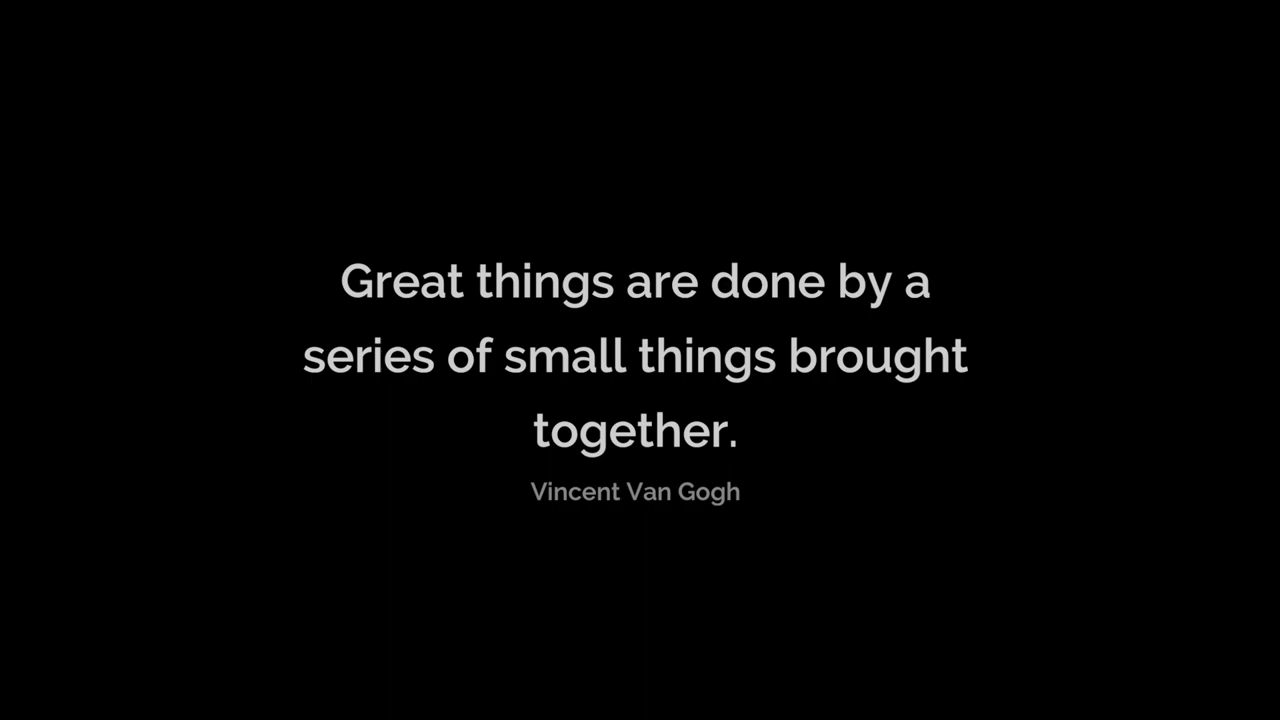 Great things are done by a
series of small things brought
together.
Vincent Van Gogh